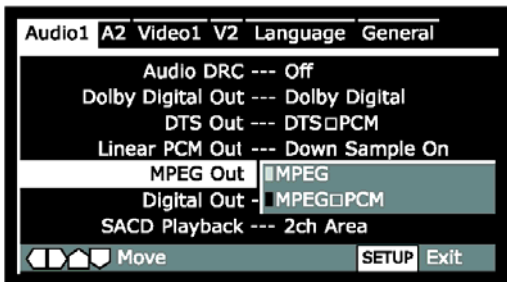 Audio1 A2 Video1 V2 Language General
Audio DRC --- Off
Dolby Digital Out --- Dolby Digital
DTS Out --- DTS□PCM
Linear PCM Out --- Down Sample On
MPEG Out MPEG
Digital Out - MPEG□PCM
SACD Playback --- 2ch Area
Move SETUP Exit